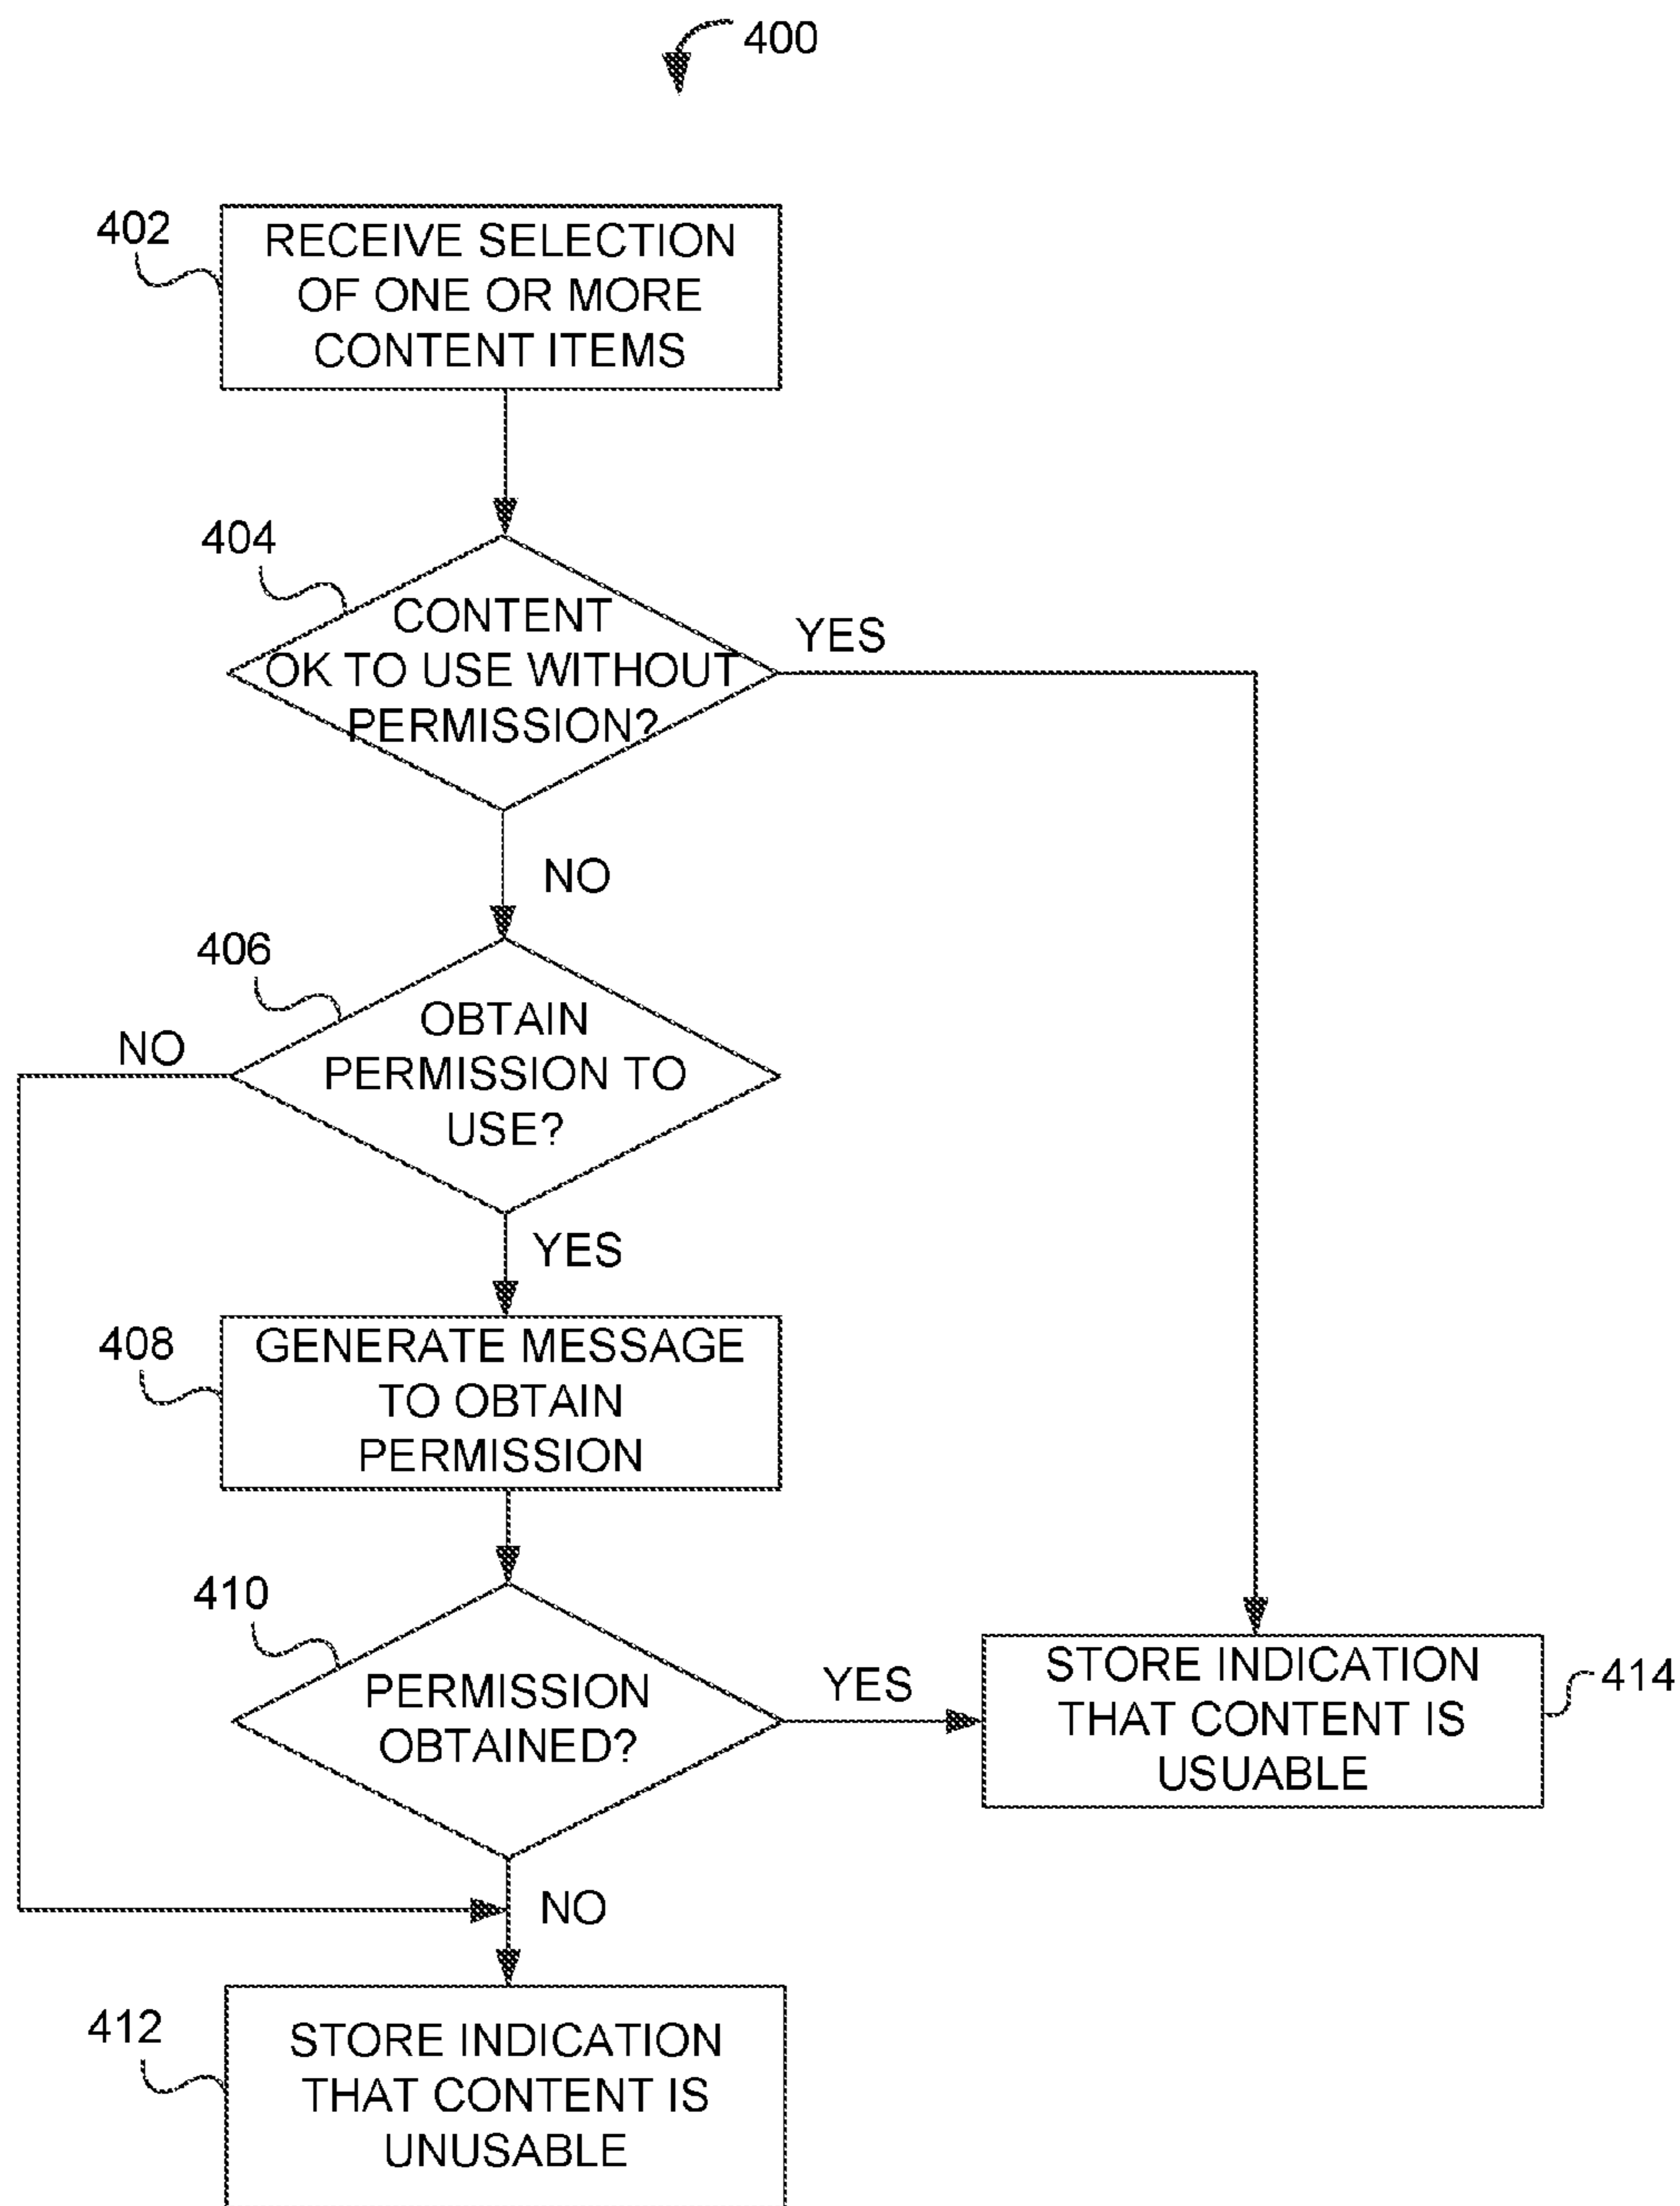 400
402
RECEIVE SELECTION
OF ONE OR MORE
CONTENT ITEMS
404
CONTENT
OK TO USE WITHOUT
PERMISSION?
YES
NO
406
OBTAIN
PERMISSION TO
USE?
NO
YES
408
GENERATE MESSAGE
TO OBTAIN
PERMISSION
410
PERMISSION
OBTAINED?
YES
STORE INDICATION
THAT CONTENT IS
USUABLE
414
NO
412
STORE INDICATION
THAT CONTENT IS
UNUSABLE